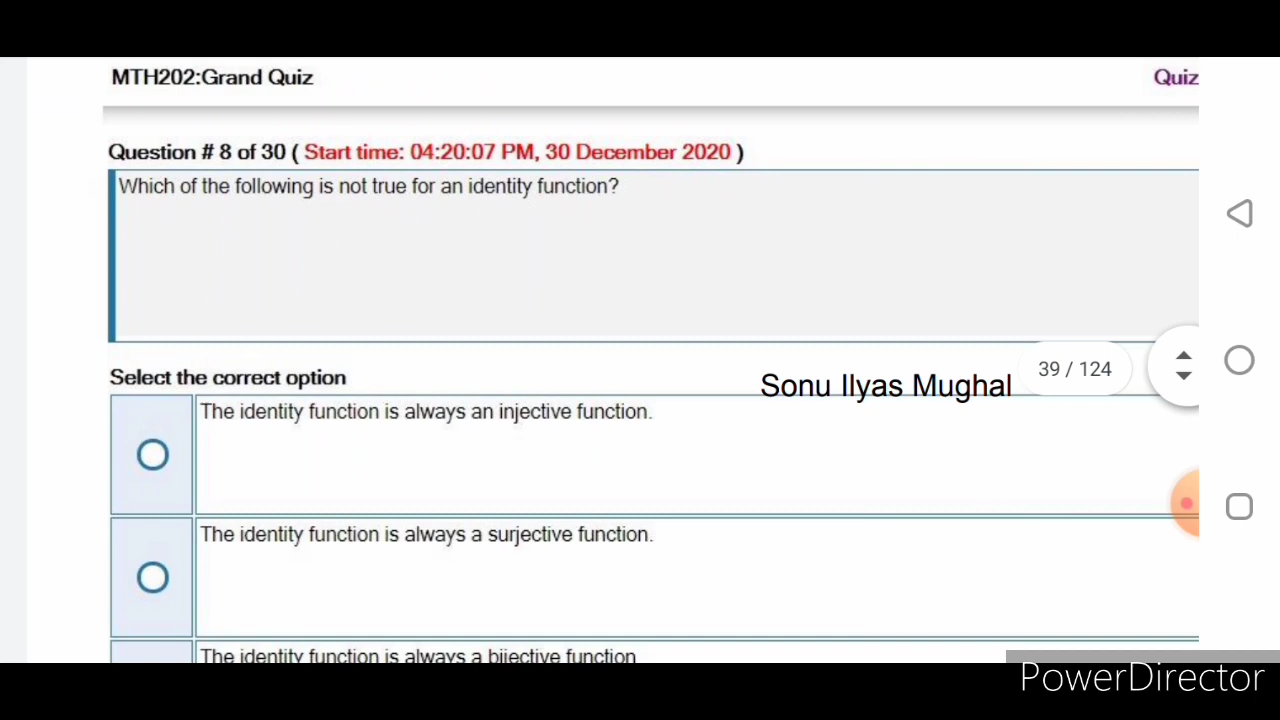 MTH202:Grand Quiz
Quiz
Question # 8 of 30 ( Start time: 04:20:07 PM, 30 December 2020 )
Which of the following is not true for an identity function?
Select the correct option
Sonu Ilyas Mughal
39 / 124
The identity function is always an injective function.
The identity function is always a surjective function.
The identity function is always a bijective function
PowerDirector